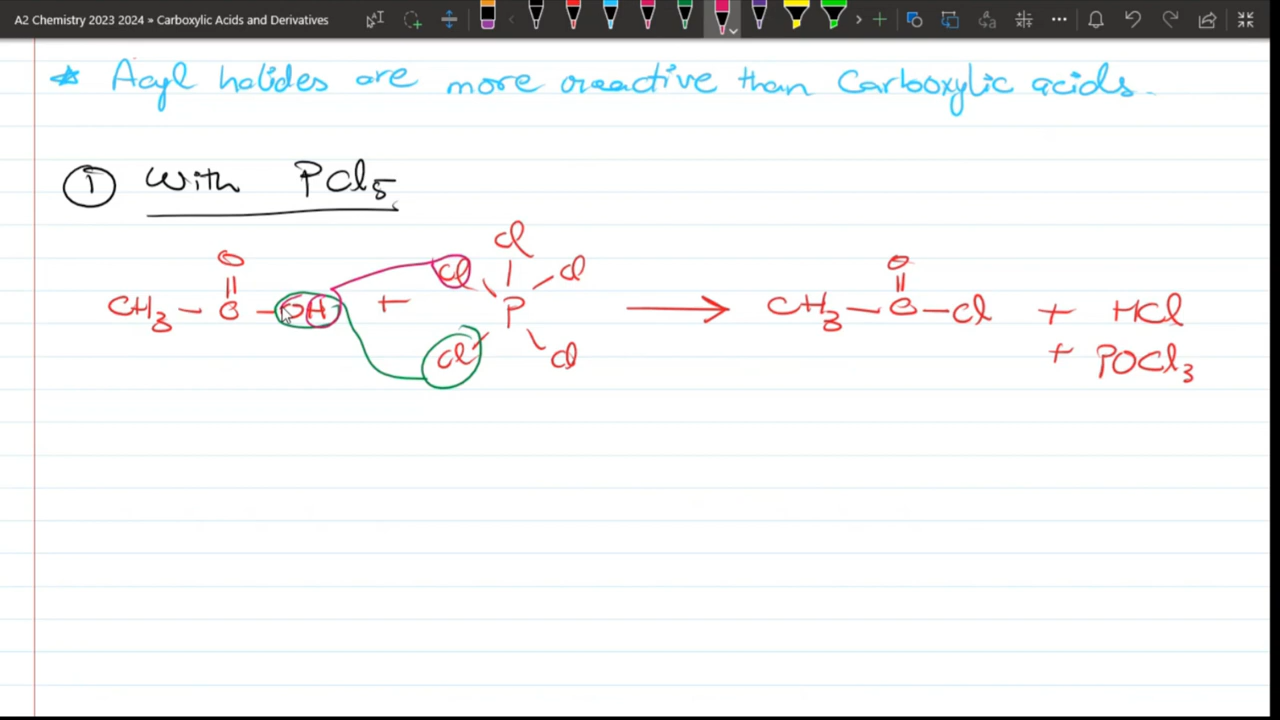 A2 Chemistry 2023 2024 » Carboxylic Acids and Derivatives
* Acyl halides are more reactive than Carboxylic acids.
① With PCl₅
O Cl O
|| Cl | Cl ||
CH₃ - C - OH + P → CH₃ - C - Cl + HCl
Cl Cl + POCl₃